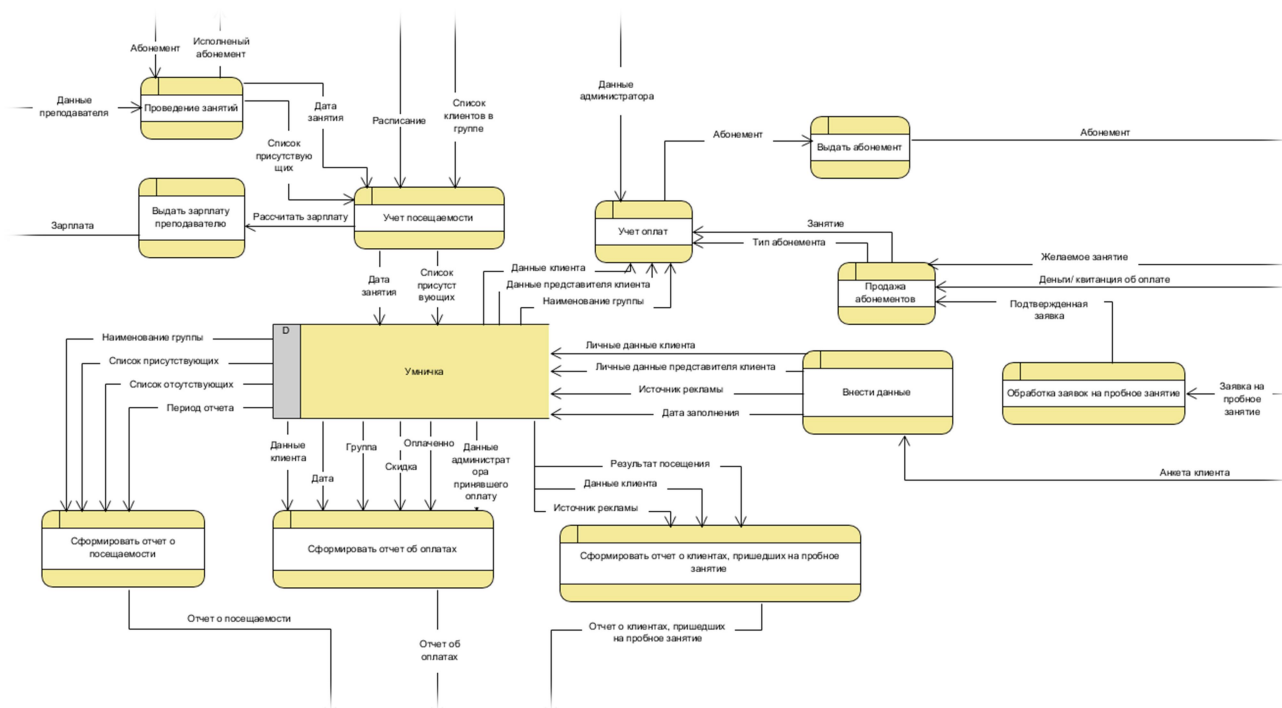 Абонемент
Исполненый
абонемент
Данные
преподавателя
Проведение занятий
Дата
занятия
Список
присутствую
щих
Расписание
Список
клиентов в
группе
Данные
администратора
Абонемент
Выдать абонемент
Абонемент
Зарплата
Выдать зарплату
преподавателю
Рассчитать зарплату
Учет посещаемости
Учет оплат
Занятие
Тип абонемента
Желаемое занятие
Деньги/ квитанция об оплате
Продажа
абонементов
Подтвержденная
заявка
Дата
занятия
Список
присутст
вующих
Данные клиента
Данные представителя клиента
Наименование группы
D
Умничка
Наименование группы
Список присутствующих
Список отсутствующих
Период отчета
Личные данные клиента
Личные данные представителя клиента
Источник рекламы
Дата заполнения
Внести данные
Обработка заявок на пробное занятие
Заявка на
пробное
занятие
Анкета клиента
Данные
клиента
Дата
Группа
Скидка
Оплаченно
Данные
администрат
ора
принявшего
оплату
Результат посещения
Данные клиента
Источник рекламы
Сформировать отчет о
посещаемости
Сформировать отчет об оплатах
Сформировать отчет о клиентах, пришедших на пробное
занятие
Отчет о посещаемости
Отчет об
оплатах
Отчет о клиентах, пришедших
на пробное занятие